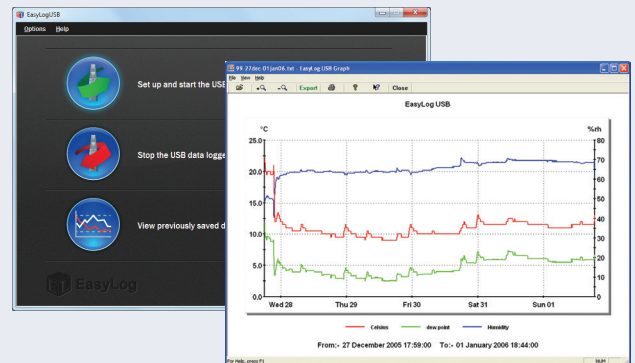 EasyLogUSB
Options Help
Set up and start the USB
Stop the USB data logge
View previously saved d
EasyLog
99-27dec-01jan06.txt - EasyLog USB Graph
File View Help
+ - Export ? Close
EasyLog USB
°C %rh
25.0 80
70
20.0 60
15.0 50
40
10.0 30
5.0 20
10
0.0 0
Wed 28 Thu 29 Fri 30 Sat 31 Sun 01
Celsius dew point Humidity
From:- 27 December 2005 17:59:00 To:- 01 January 2006 18:44:00
For Help, press F1 NUM